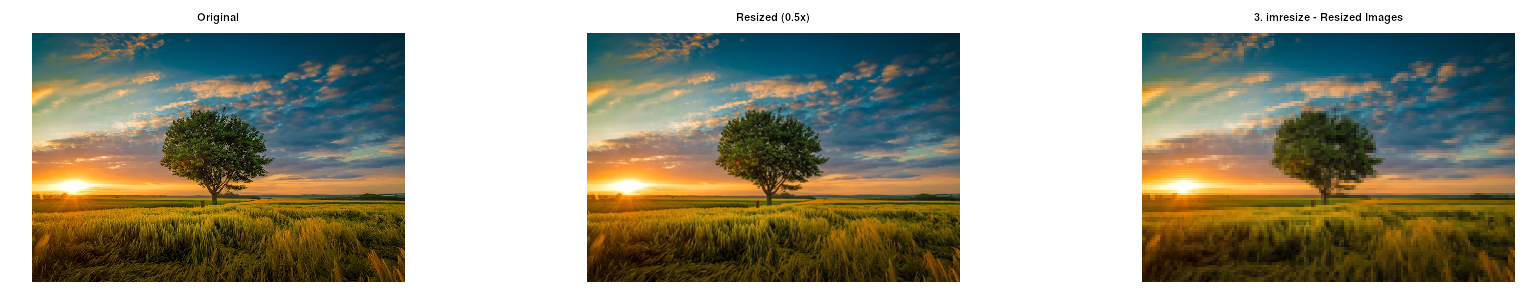 Original
Resized (0.5x)
3. imresize - Resized Images